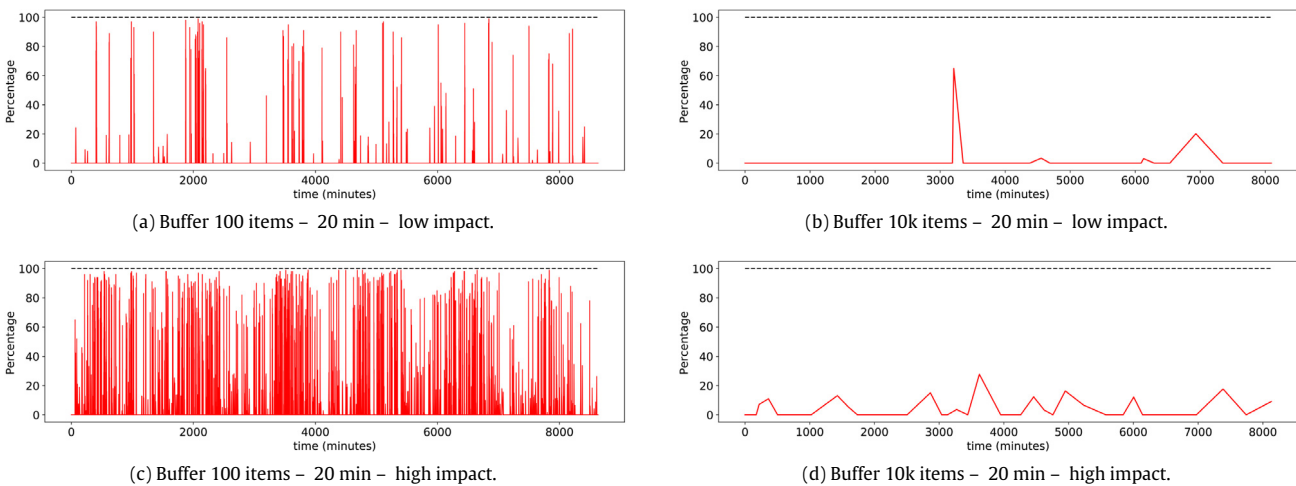 100
80
60
40
20
0
Percentage
0 2000 4000 6000 8000
time (minutes)
(a) Buffer 100 items – 20 min – low impact.
100
80
60
40
20
0
Percentage
0 1000 2000 3000 4000 5000 6000 7000 8000
time (minutes)
(b) Buffer 10k items – 20 min – low impact.
100
80
60
40
20
0
Percentage
0 2000 4000 6000 8000
time (minutes)
(c) Buffer 100 items – 20 min – high impact.
100
80
60
40
20
0
Percentage
0 1000 2000 3000 4000 5000 6000 7000 8000
time (minutes)
(d) Buffer 10k items – 20 min – high impact.